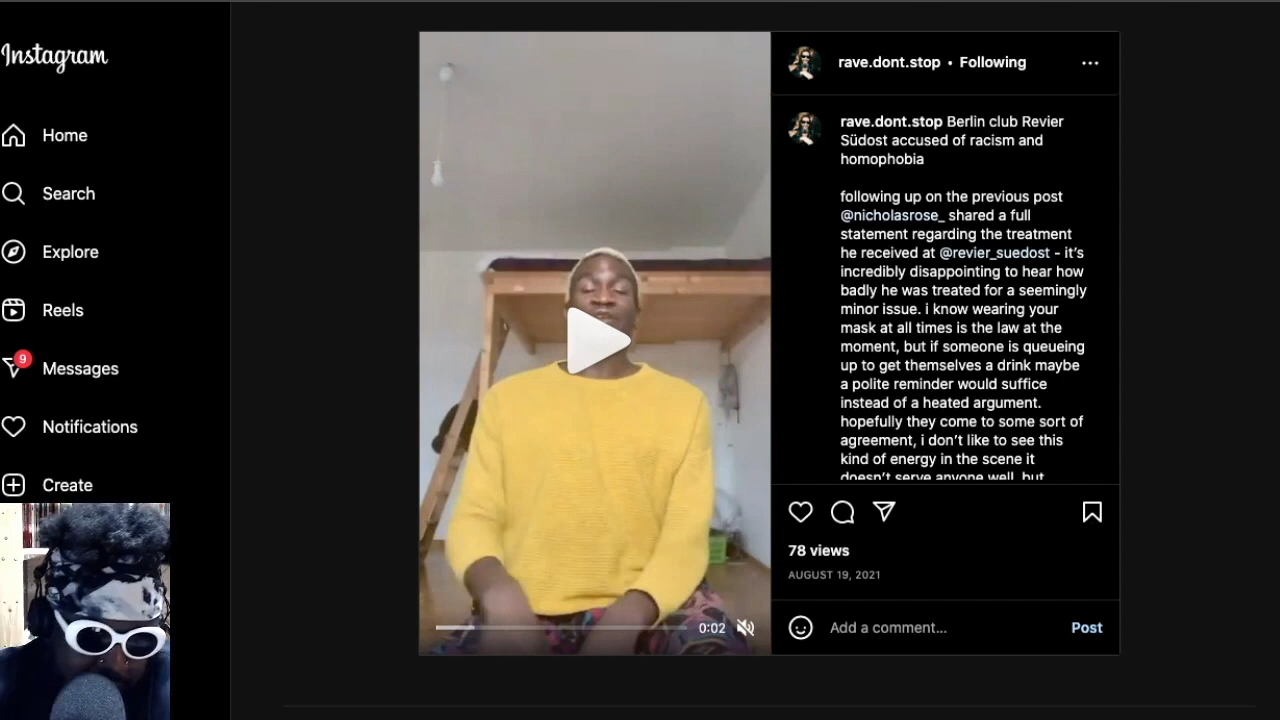 Instagram
Home
Search
Explore
Reels
9
Messages
Notifications
Create
0:02
rave.dont.stop • Following
rave.dont.stop Berlin club Revier
Südost accused of racism and
homophobia
following up on the previous post
@nicholasrose_ shared a full
statement regarding the treatment
he received at @revier_suedost - it’s
incredibly disappointing to hear how
badly he was treated for a seemingly
minor issue. i know wearing your
mask at all times is the law at the
moment, but if someone is queueing
up to get themselves a drink maybe
a polite reminder would suffice
instead of a heated argument.
hopefully they come to some sort of
agreement, i don’t like to see this
kind of energy in the scene it
doesn’t serve anyone well, but
78 views
AUGUST 19, 2021
Add a comment...
Post